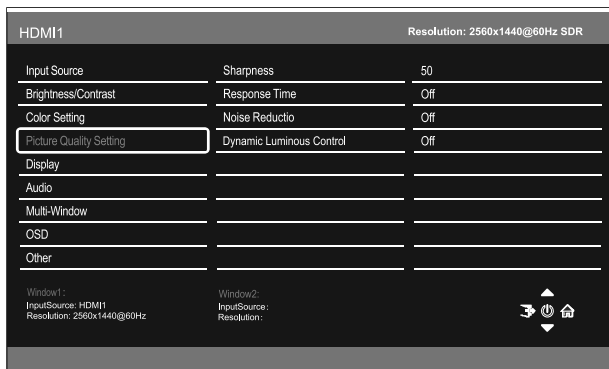 HDMI1 Resolution: 2560x1440@60Hz SDR
Input Source Sharpness 50
Brightness/Contrast Response Time Off
Color Setting Noise Reductio Off
Picture Quality Setting Dynamic Luminous Control Off
Display
Audio
Multi-Window
OSD
Other
Window1: Window2:
InputSource: HDMI1 InputSource:
Resolution: 2560x1440@60Hz Resolution: